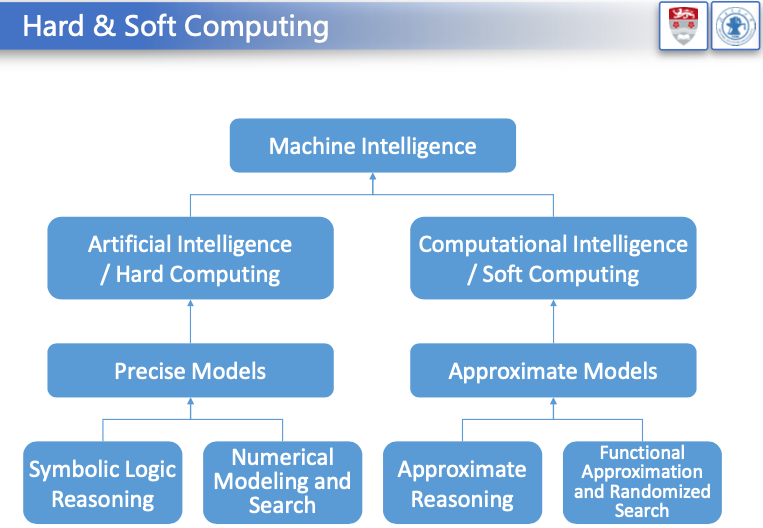 Hard & Soft Computing
Machine Intelligence
Artificial Intelligence
/ Hard Computing
Computational Intelligence
/ Soft Computing
Precise Models
Approximate Models
Symbolic Logic
Reasoning
Numerical
Modeling and
Search
Approximate
Reasoning
Functional
Approximation
and Randomized
Search